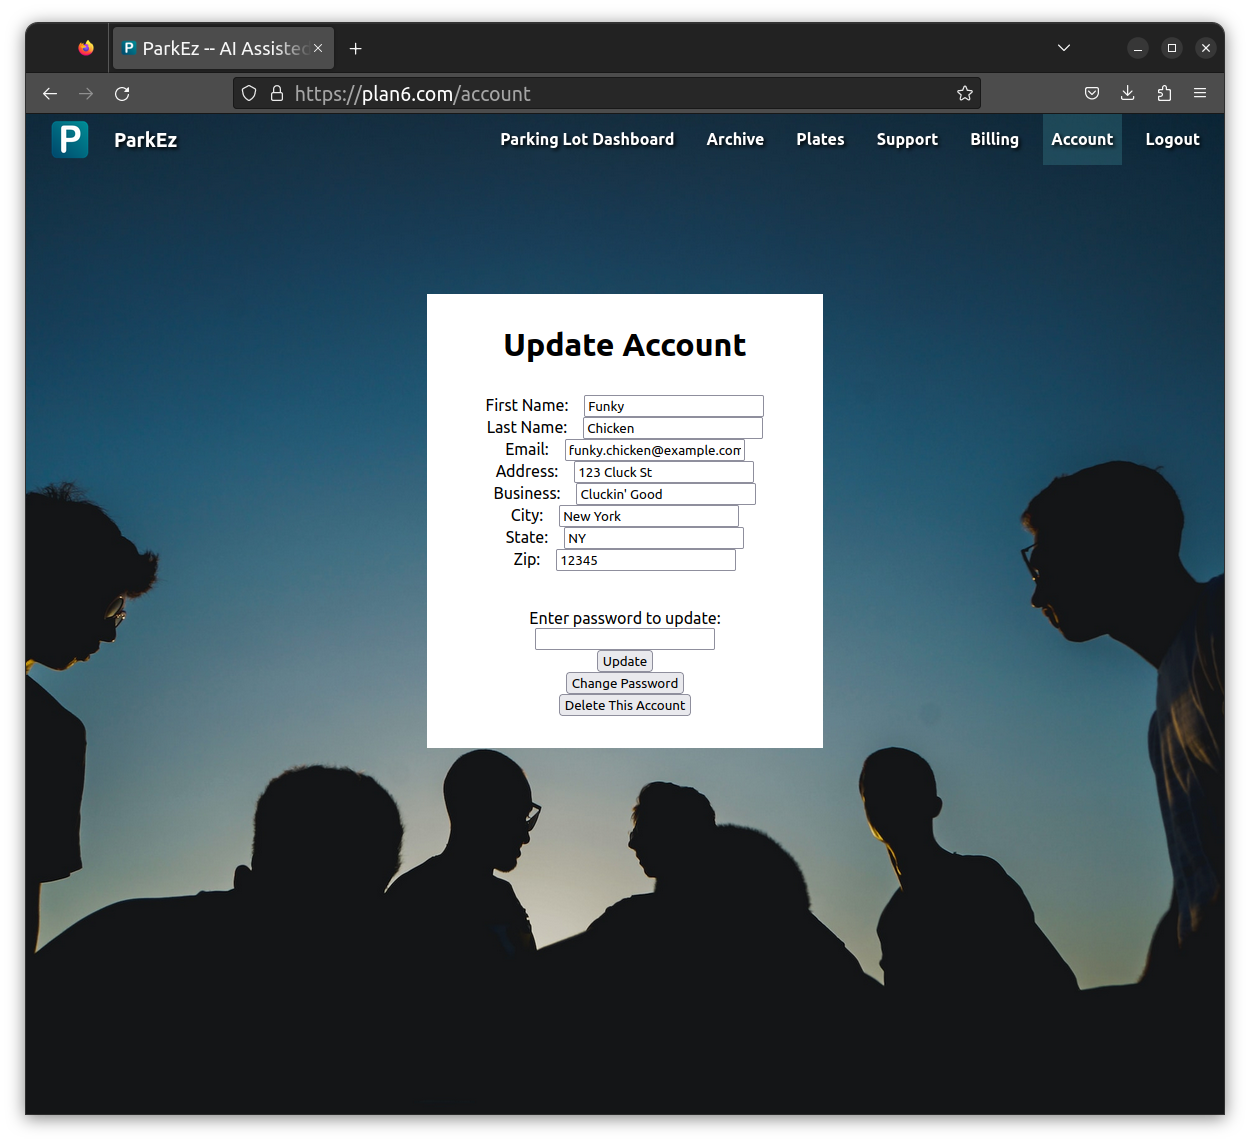 ParkEz -- AI Assisted
https://plan6.com/account
P ParkEz Parking Lot Dashboard Archive Plates Support Billing Account Logout
Update Account
First Name: Funky
Last Name: Chicken
Email: funky.chicken@example.com
Address: 123 Cluck St
Business: Cluckin' Good
City: New York
State: NY
Zip: 12345
Enter password to update:
Update
Change Password
Delete This Account